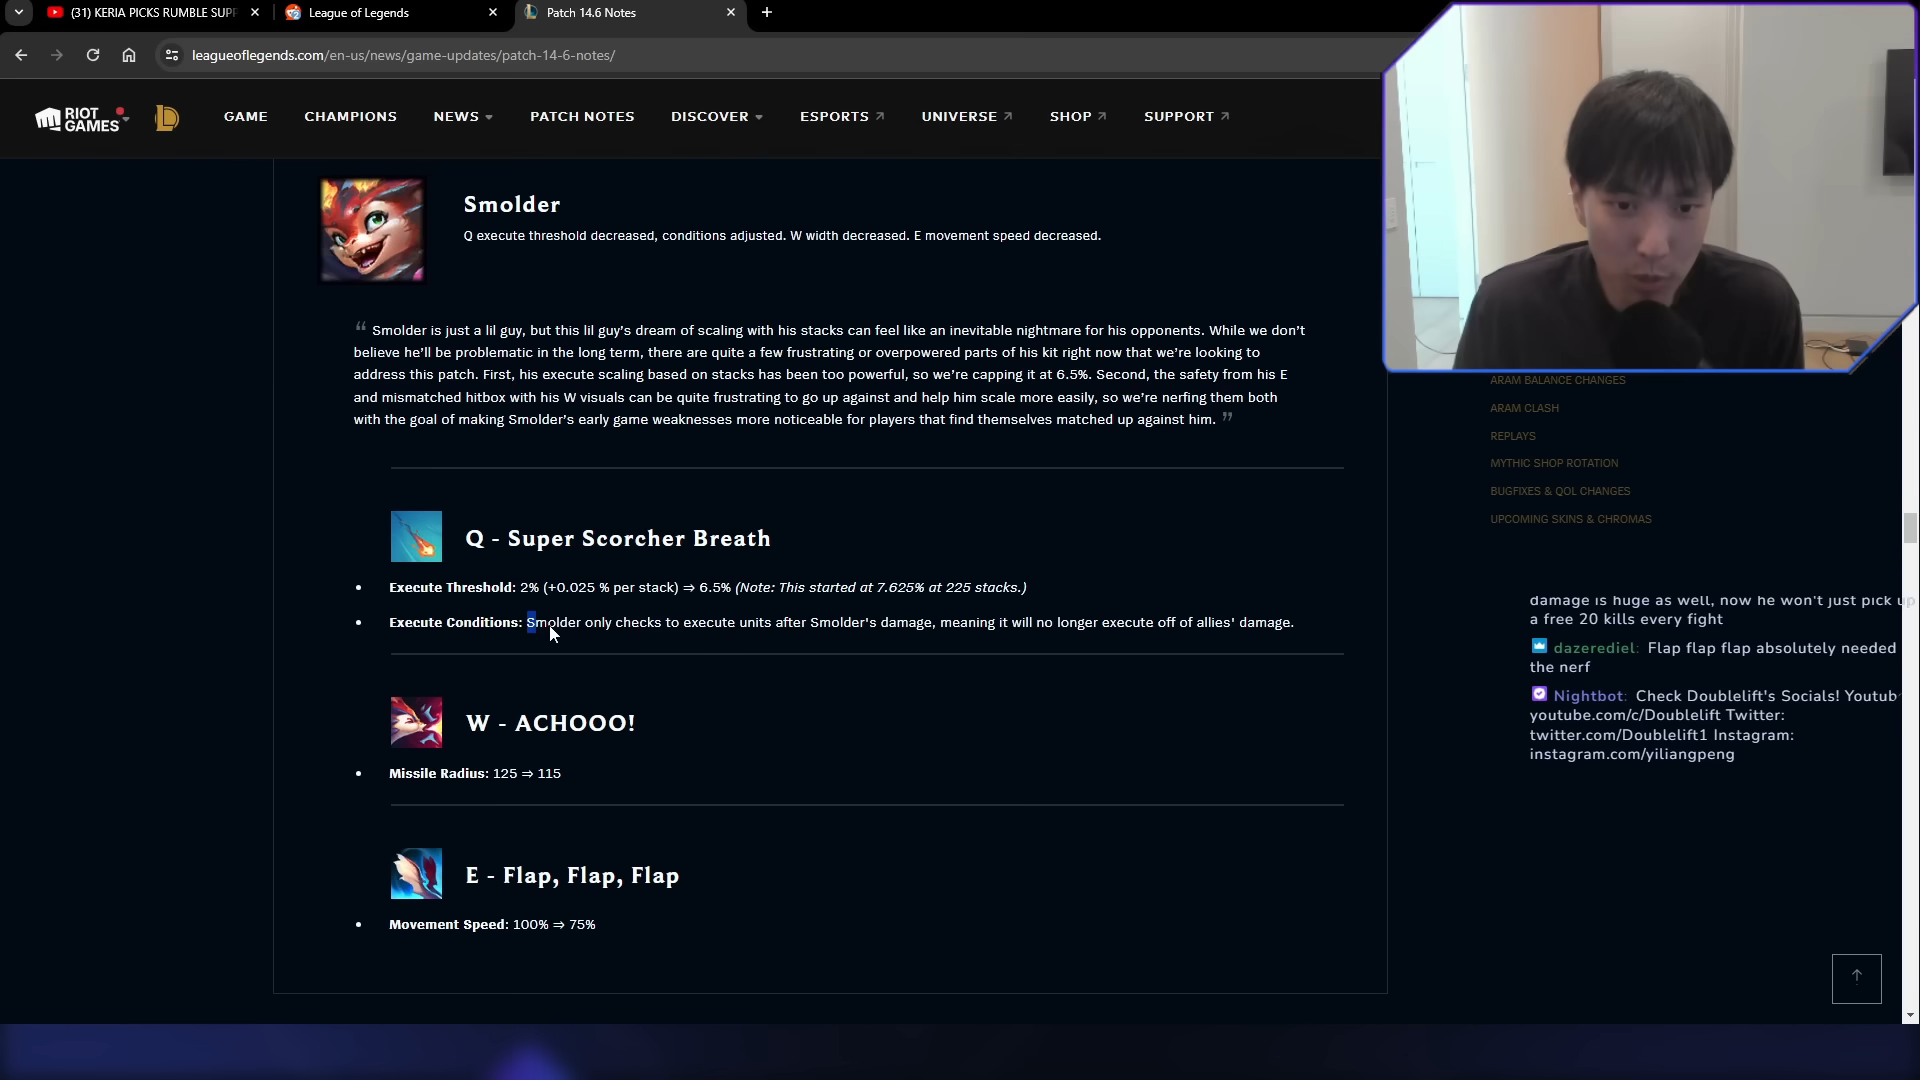 (31) KERIA PICKS RUMBLE SUPP
League of Legends
Patch 14.6 Notes
leagueoflegends.com/en-us/news/game-updates/patch-14-6-notes/
RIOT GAMES
GAME CHAMPIONS NEWS PATCH NOTES DISCOVER ESPORTS UNIVERSE SHOP SUPPORT
Smolder
Q execute threshold decreased, conditions adjusted. W width decreased. E movement speed decreased.
“ Smolder is just a lil guy, but this lil guy’s dream of scaling with his stacks can feel like an inevitable nightmare for his opponents. While we don’t
believe he’ll be problematic in the long term, there are quite a few frustrating or overpowered parts of his kit right now that we’re looking to
address this patch. First, his execute scaling based on stacks has been too powerful, so we’re capping it at 6.5%. Second, the safety from his E
and mismatched hitbox with his W visuals can be quite frustrating to go up against and help him scale more easily, so we’re nerfing them both
with the goal of making Smolder’s early game weaknesses more noticeable for players that find themselves matched up against him. ”
Q - Super Scorcher Breath
• Execute Threshold: 2% (+0.025 % per stack) ⇒ 6.5% (Note: This started at 7.625% at 225 stacks.)
• Execute Conditions: Smolder only checks to execute units after Smolder's damage, meaning it will no longer execute off of allies' damage.
W - ACHOOO!
• Missile Radius: 125 ⇒ 115
E - Flap, Flap, Flap
• Movement Speed: 100% ⇒ 75%
ARAM BALANCE CHANGES
ARAM CLASH
REPLAYS
MYTHIC SHOP ROTATION
BUGFIXES & QOL CHANGES
UPCOMING SKINS & CHROMAS
damage is huge as well, now he won't just pick up
a free 20 kills every fight
dazerediel: Flap flap flap absolutely needed
the nerf
Nightbot: Check Doublelift's Socials! Youtub
youtube.com/c/Doublelift Twitter:
twitter.com/Doublelift1 Instagram:
instagram.com/yiliangpeng